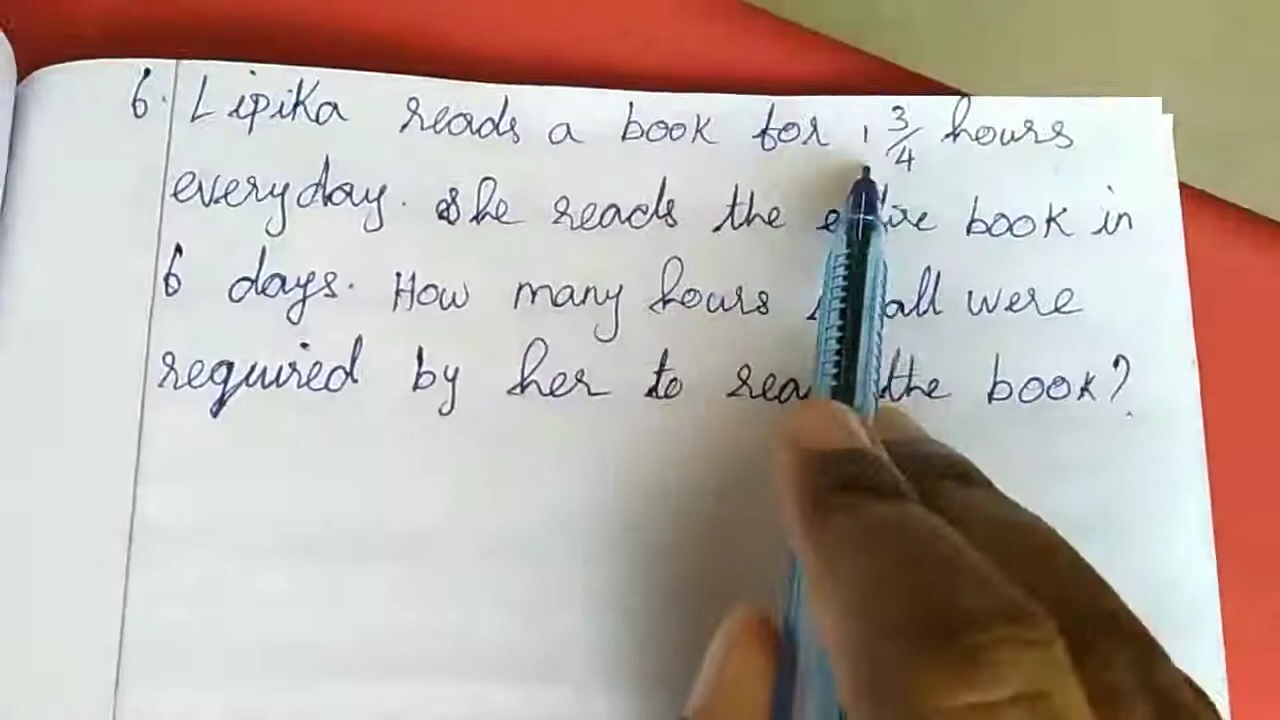 6. Lipika reads a book for 1 3/4 hours
everyday. She reads the book in
6 days. How many hours all were
required by her to the book?